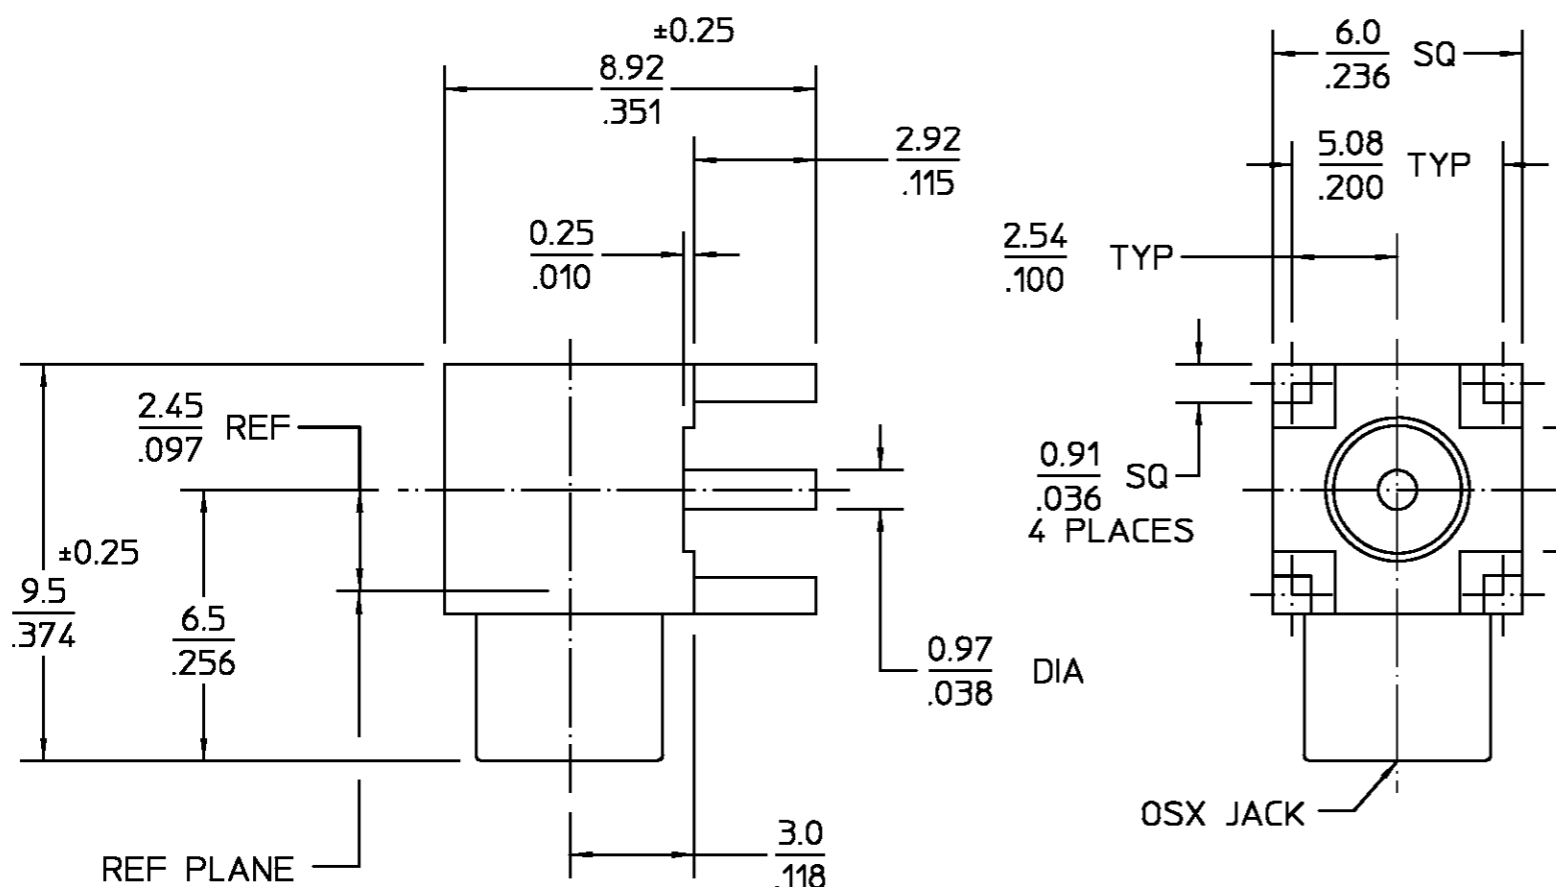 ±0.25
8.92
.351
6.0 SQ
.236
2.92
.115
5.08 TYP
.200
0.25
.010
2.54 TYP
.100
2.45 REF
.097
0.91 SQ
.036
4 PLACES
±0.25
9.5
.374
6.5
.256
0.97 DIA
.038
OSX JACK
3.0
.118
REF PLANE